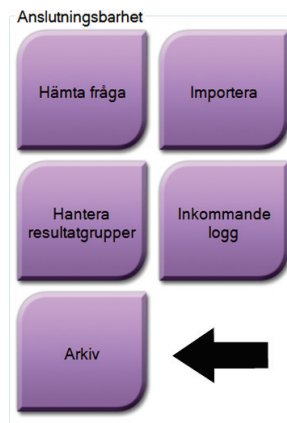 Anslutningsbarhet
Hämta fråga
Importera
Hantera
resultatgrupper
Inkommande
logg
Arkiv